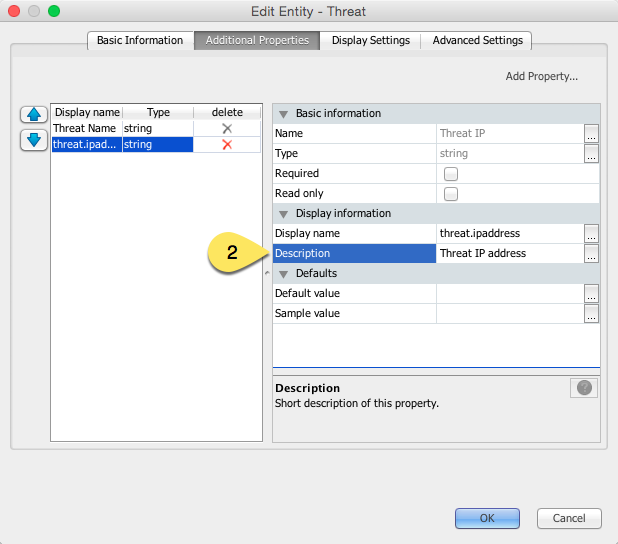 Edit Entity - Threat
Basic Information Additional Properties Display Settings Advanced Settings
Add Property...
Display name Type delete
Threat Name string
threat.ipad... string
Basic information
Name Threat IP ...
Type string ...
Required
Read only
Display information
Display name threat.ipaddress ...
Description Threat IP address ...
2
Defaults
Default value ...
Sample value ...
Description
?
Short description of this property.
OK Cancel